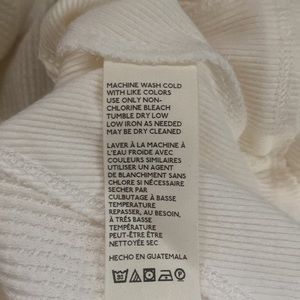 MACHINE WASH COLD
WITH LIKE COLORS
USE ONLY NON-
CHLORINE BLEACH
TUMBLE DRY LOW
LOW IRON AS NEEDED
MAY BE DRY CLEANED
LAVER À LA MACHINE À
L'EAU FROIDE AVEC
COULEURS SIMILAIRES
UTILISER UN AGENT
DE BLANCHIMENT SANS
CHLORE SI NÉCESSAIRE
SECHER PAR
CULBUTAGE À BASSE
TEMPERATURE
REPASSER, AU BESOIN,
À TRÈS BASSE
TEMPÉRATURE
PEUT-ÊTRE ÊTRE
NETTOYÉE SEC
HECHO EN GUATEMALA